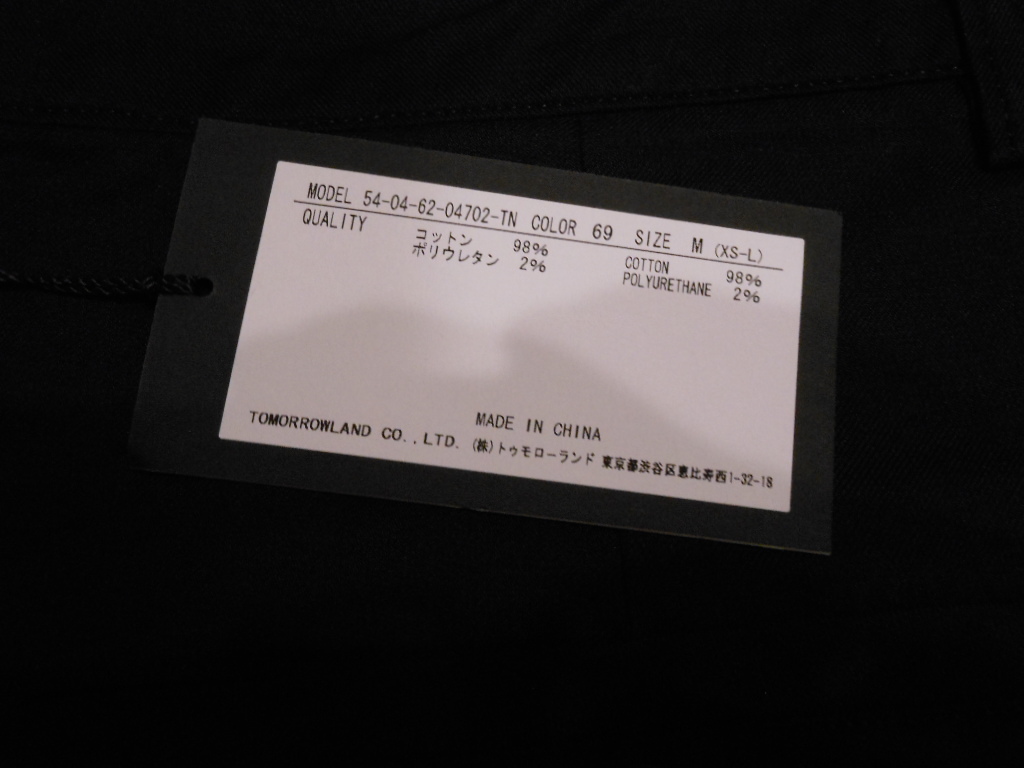 MODEL 54-04-62-04702-TN COLOR 69 SIZE M (XS-L)
QUALITY
コットン 98% COTTON 98%
ポリウレタン 2% POLYURETHANE 2%
MADE IN CHINA
TOMORROWLAND CO.,LTD. (株)トゥモローランド 東京都渋谷区恵比寿西1-32-18